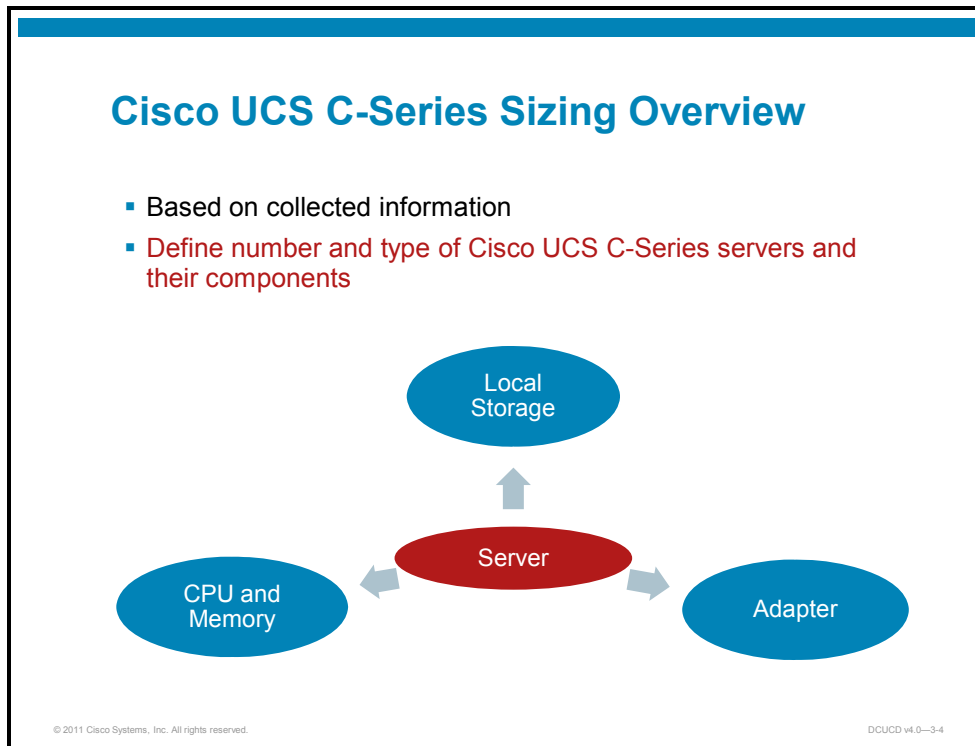 Cisco UCS C-Series Sizing Overview
▪ Based on collected information
▪ Define number and type of Cisco UCS C-Series servers and
their components
Local
Storage
Server
CPU and
Memory
Adapter
© 2011 Cisco Systems, Inc. All rights reserved.
DCUCD v4.0—3-4